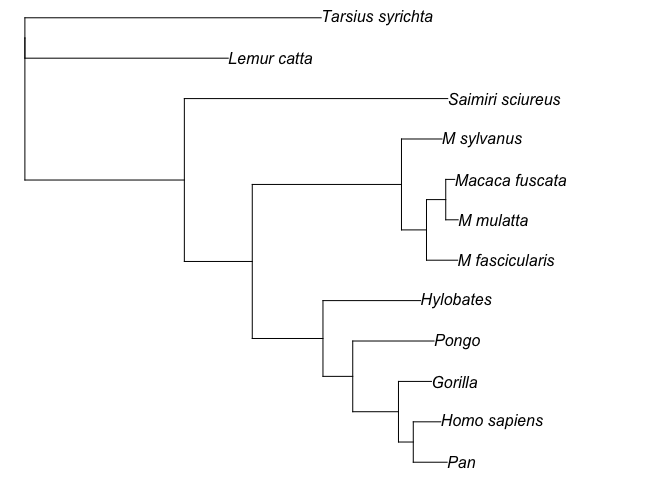 Tarsius syrichta
Lemur catta
Saimiri sciureus
M sylvanus
Macaca fuscata
M mulatta
M fascicularis
Hylobates
Pongo
Gorilla
Homo sapiens
Pan